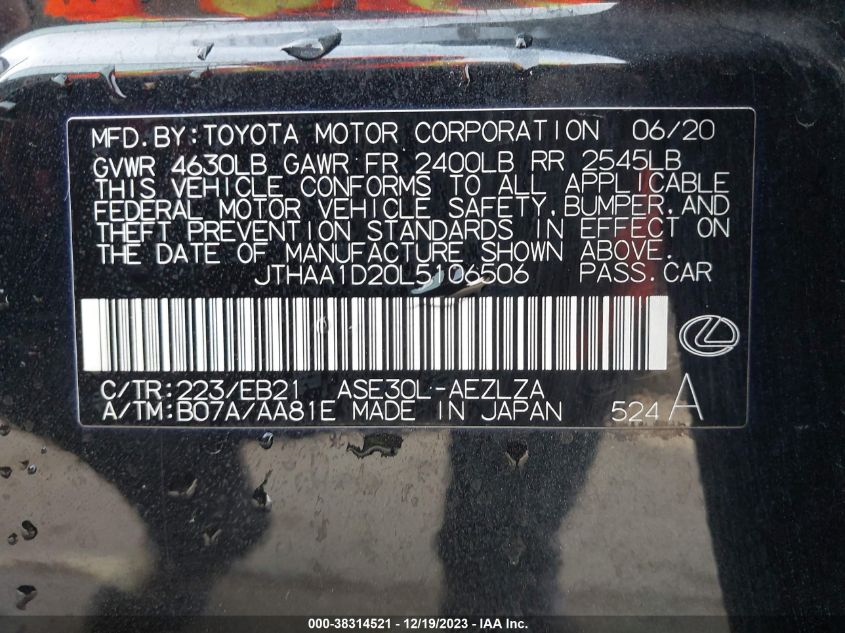 MFD.BY:TOYOTA MOTOR CORPORATION 06/20
GVWR 4630LB GAWR FR 2400LB RR 2545LB
THIS VEHICLE CONFORMS TO ALL APPLICABLE
FEDERAL MOTOR VEHICLE SAFETY,BUMPER,AND
THEFT PREVENTION STANDARDS IN EFFECT ON
THE DATE OF MANUFACTURE SHOWN ABOVE.
JTHAA1D20L5106506 PASS.CAR
C/TR:223/EB21 ASE30L-AEZLZA
A/TM:B07A/AA81E MADE IN JAPAN 524 A
000-38314521 - 12/19/2023 - IAA Inc.